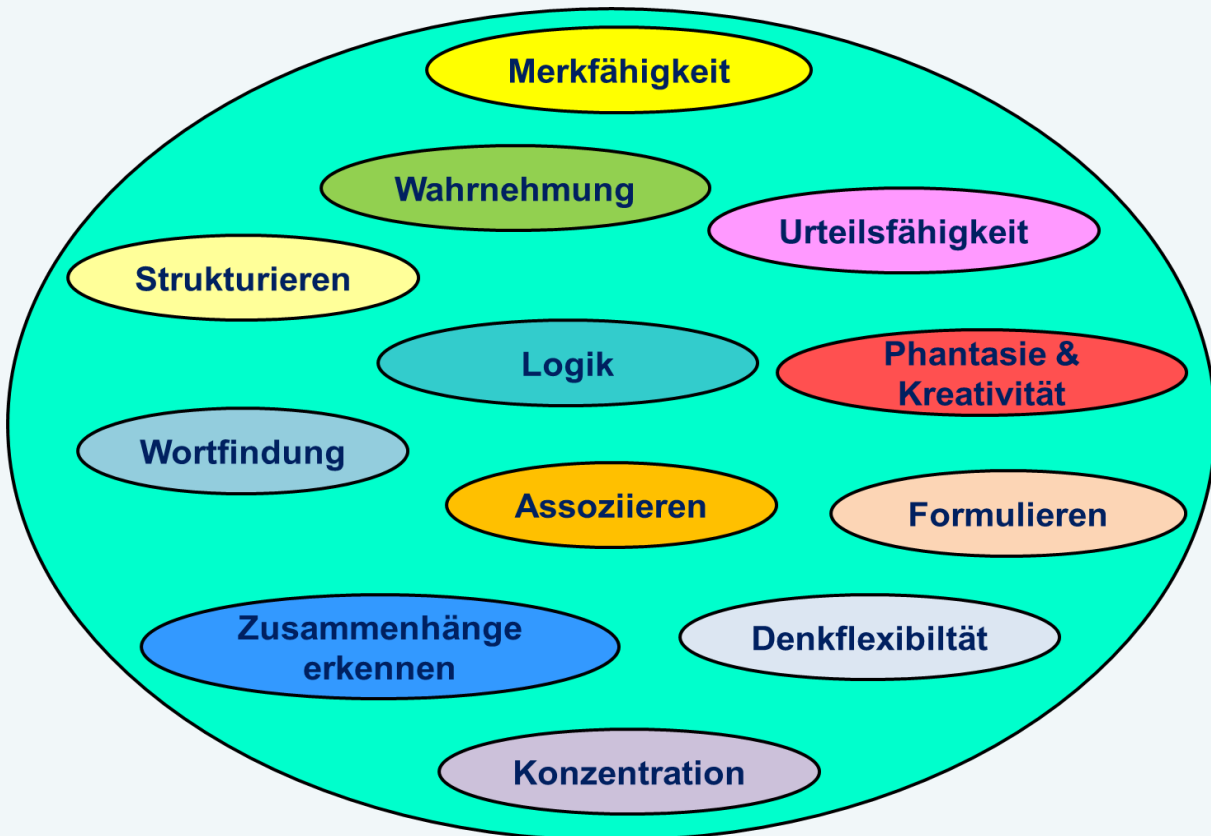 Merkfähigkeit
Wahrnehmung
Urteilsfähigkeit
Strukturieren
Logik
Phantasie &
Kreativität
Wortfindung
Assoziieren
Formulieren
Zusammenhänge
erkennen
Denkflexibiltät
Konzentration